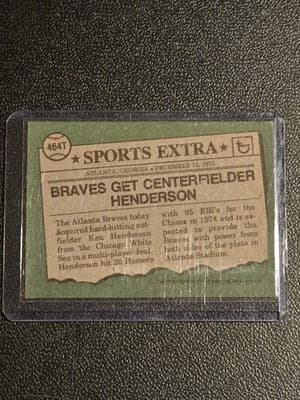 464T
★ SPORTS EXTRA ★
ATLANTA, GEORGIA • DECEMBER 12, 1975
BRAVES GET CENTERFIELDER
HENDERSON
The Atlanta Braves today
acquired hard-hitting out-
fielder Ken Henderson
from the Chicago White
Sox in a multi-player deal.
Henderson hit 20 Homers
with 95 RBI's for the
Chisox in 1974 and is ex-
pected to provide the
Braves with power from
both sides of the plate in
Atlanta Stadium.